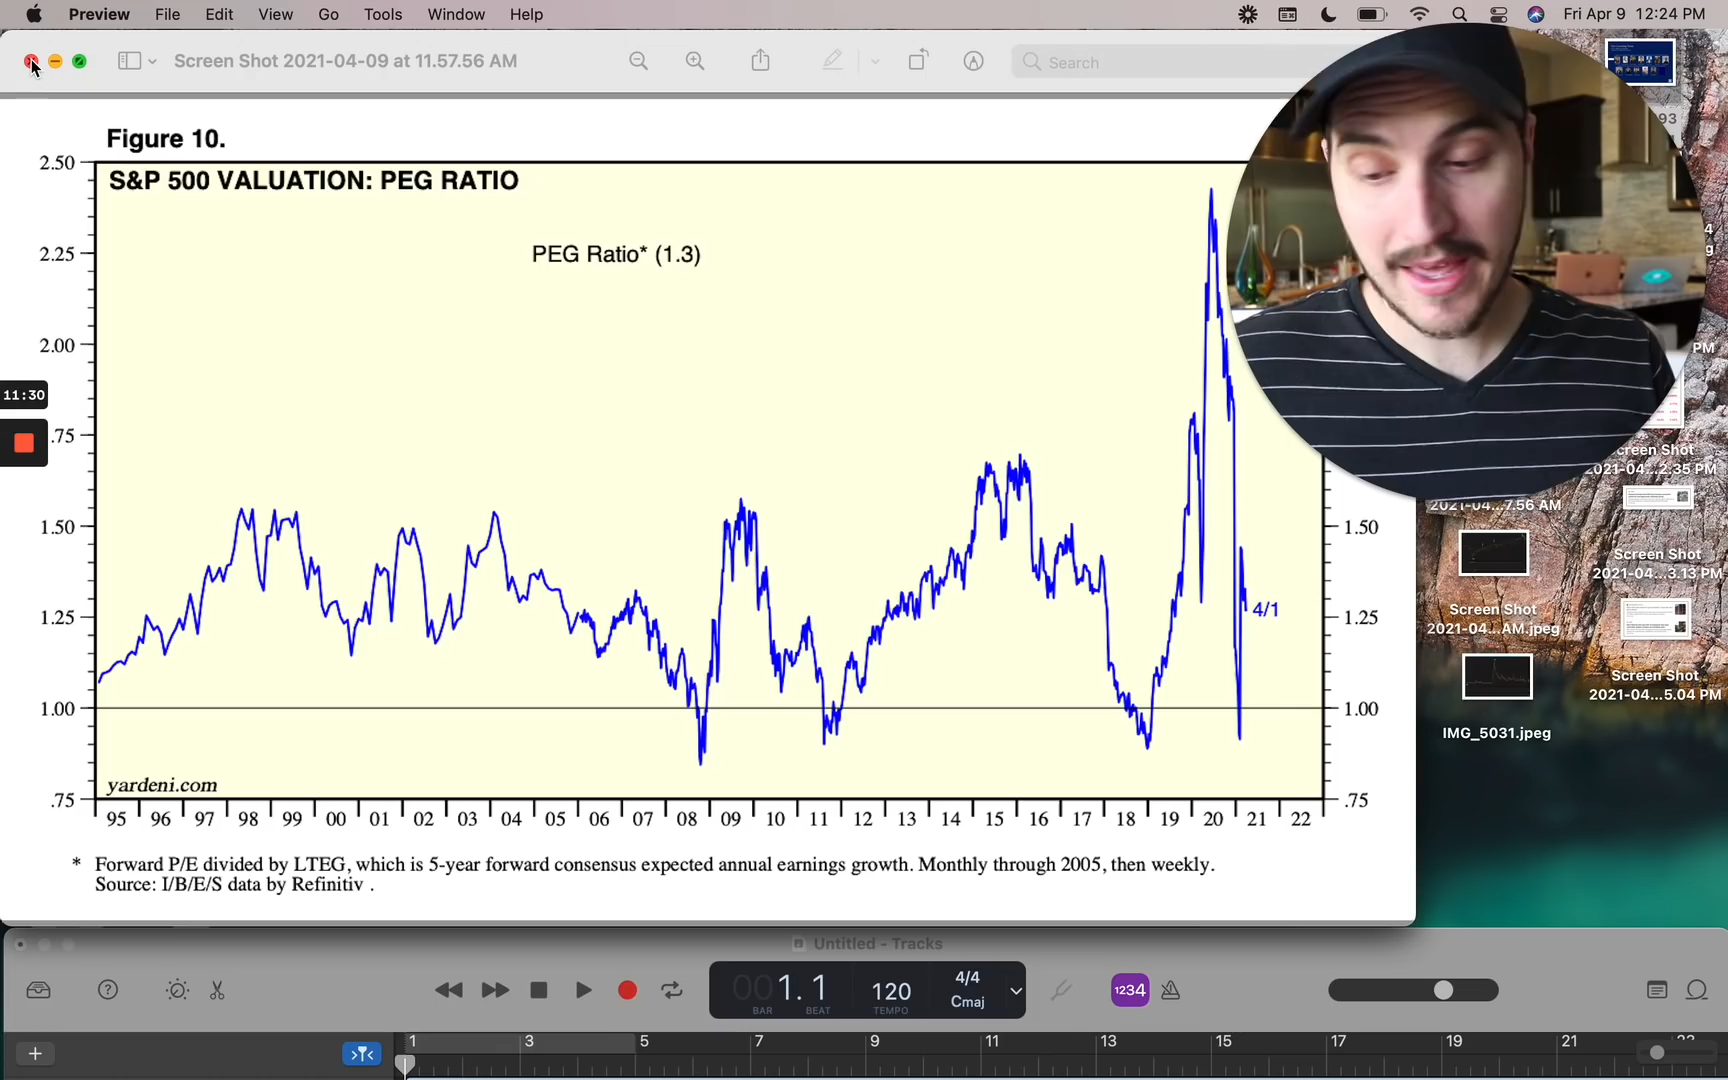 Preview File Edit View Go Tools Window Help
Fri Apr 9 12:24 PM
Screen Shot 2021-04-09 at 11.57.56 AM
Search
Figure 10.
S&P 500 VALUATION: PEG RATIO
PEG Ratio* (1.3)
2.50
2.25
2.00
.75
1.50
1.25
1.00
.75
1.50
1.25
1.00
.75
4/1
yardeni.com
95 96 97 98 99 00 01 02 03 04 05 06 07 08 09 10 11 12 13 14 15 16 17 18 19 20 21 22
* Forward P/E divided by LTEG, which is 5-year forward consensus expected annual earnings growth. Monthly through 2005, then weekly.
Source: I/B/E/S data by Refinitiv .
11:30
93
4
g
PM
creen Shot
2021-04...2.35 PM
2021-04...7.56 AM
Screen Shot
2021-04...3.13 PM
Screen Shot
2021-04...AM.jpeg
Screen Shot
2021-04...5.04 PM
IMG_5031.jpeg
Untitled - Tracks
001.1
BAR BEAT
120
TEMPO
4/4
Cmaj
1234
1 3 5 7 9 11 13 15 17 19 21